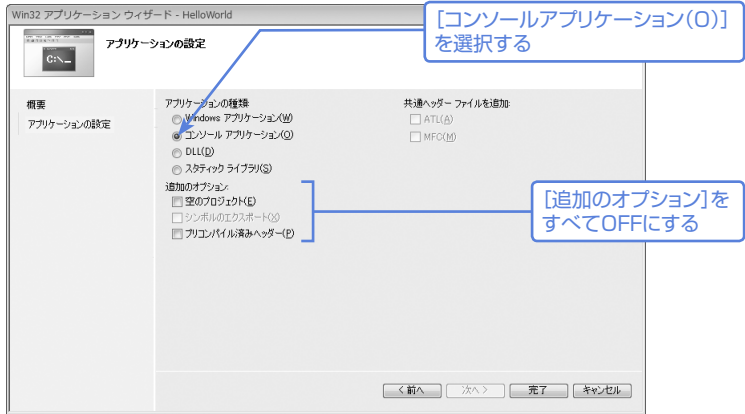 Win32 アプリケーション ウィザード - HelloWorld
[コンソールアプリケーション(O)]
を選択する
アプリケーションの設定
C:\_
概要
アプリケーションの設定
アプリケーションの種類:
Windows アプリケーション(W)
コンソール アプリケーション(O)
DLL(D)
スタティック ライブラリ(S)
追加のオプション:
空のプロジェクト(E)
シンボルのエクスポート(X)
プリコンパイル済みヘッダー(P)
共通ヘッダー ファイルを追加:
ATL(A)
MFC(M)
[追加のオプション]を
すべてOFFにする
< 前へ
次へ >
完了
キャンセル